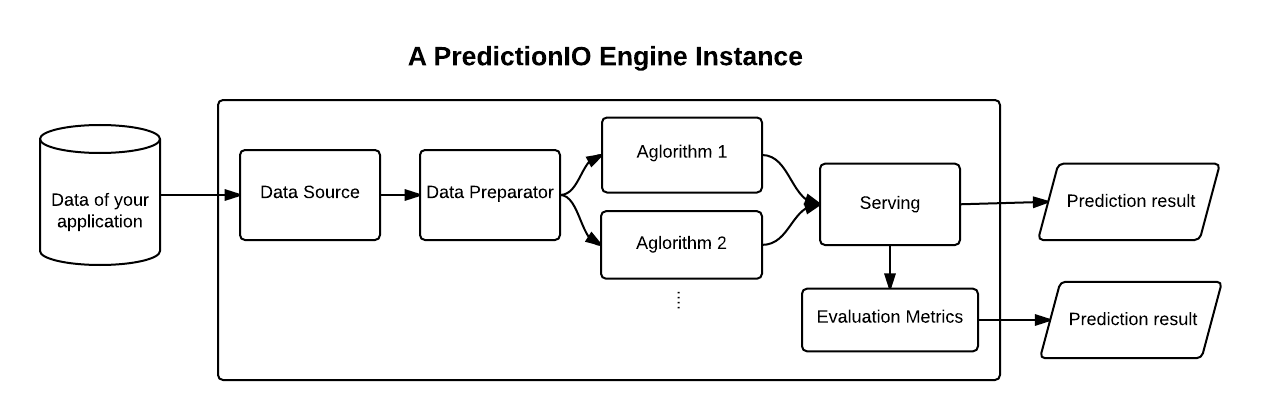 A PredictionIO Engine Instance
Data of your
application
Data Source
Data Preparator
Aglorithm 1
Aglorithm 2
Serving
Evaluation Metrics
Prediction result
Prediction result